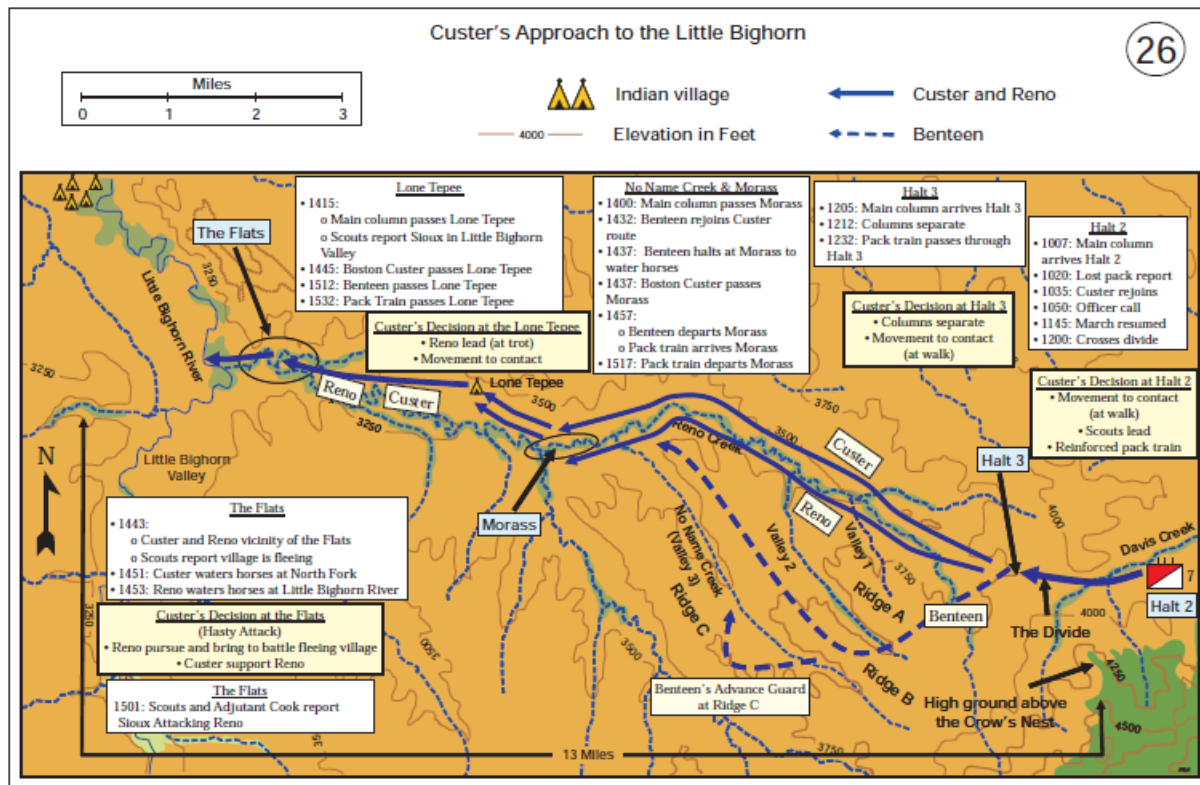 Custer's Approach to the Little Bighorn
26
Miles
0 1 2 3
Indian village
Custer and Reno
4000 Elevation in Feet
Benteen
Lone Tepee
• 1415:
o Main column passes Lone Tepee
o Scouts report Sioux in Little Bighorn
Valley
• 1445: Boston Custer passes Lone Tepee
• 1512: Benteen passes Lone Tepee
• 1532: Pack Train passes Lone Tepee
No Name Creek & Morass
• 1400: Main column passes Morass
• 1432: Benteen rejoins Custer
route
• 1437: Benteen halts at Morass to
water horses
• 1437: Boston Custer passes
Morass
• 1457
o Benteen departs Morass
o Pack train arrives Morass
• 1517: Pack train departs Morass
Halt 3
• 1205: Main column arrives Halt 3
• 1212: Columns separate
• 1232: Pack train passes through
Halt 3
Halt 2
• 1007: Main column
arrives Halt 2
• 1020: Lost pack report
• 1035: Custer rejoins
• 1050: Officer call
• 1145: March resumed
• 1200: Crosses divide
The Flats
3250
Little Bighorn River
Custer's Decision at the Lone Tepee
• Reno lead (at trot)
• Movement to contact
Custer's Decision at Halt 3
• Columns separate
• Movement to contact
(at walk)
Custer's Decision at Halt 2
• Movement to contact
(at walk)
• Scouts lead
• Reinforced pack train
3250
Reno
Custer
Lone Tepee
3500
3250
3750
Reno Creek
3500
Custer
Halt 3
N
Little Bighorn
Valley
Morass
No Name Creek
(Valley 3)
Ridge C
Valley 2
Reno
Valley 1
3750
Ridge A
4000
Davis Creek
7
Halt 2
Benteen
4000
The Divide
The Flats
• 1443:
o Custer and Reno vicinity of the Flats
o Scouts report village is fleeing
• 1451: Custer waters horses at North Fork
• 1453: Reno waters horses at Little Bighorn River
3250
Custer's Decision at the Flats
(Hasty Attack)
• Reno pursue and bring to battle fleeing village
• Custer support Reno
3500
3500
Ridge B
4250
Benteen's Advance Guard
at Ridge C
High ground above
the Crow's Nest
The Flats
1501: Scouts and Adjutant Cook report
Sioux Attacking Reno
4500
13 Miles
3750